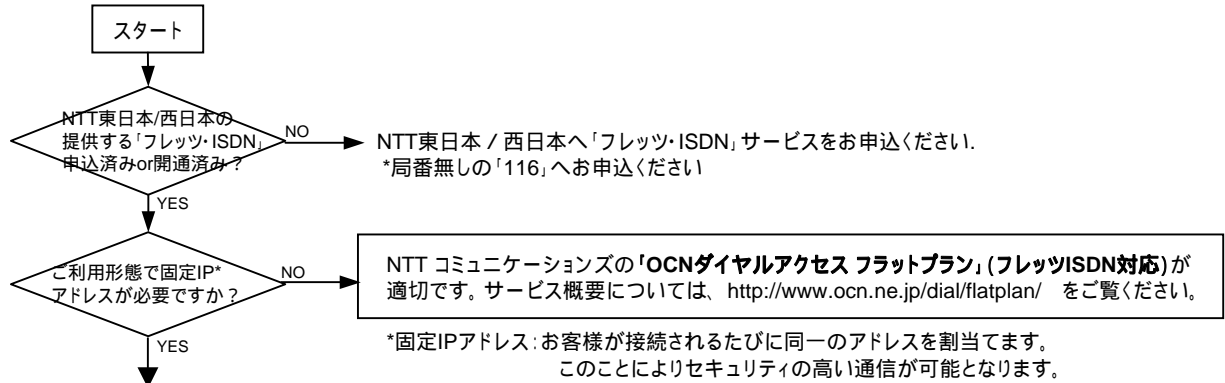 スタート
NTT東日本/西日本の
提供する「フレッツ・ISDN」
申込済みor開通済み？
NO
NTT東日本 / 西日本へ「フレッツ・ISDN」サービスをお申込ください.
*局番無しの「116」へお申込ください
YES
ご利用形態で固定IP*
アドレスが必要ですか？
NO
NTT コミュニケーションズの「OCNダイヤルアクセス フラットプラン」(フレッツISDN対応)が
適切です。サービス概要については、 http://www.ocn.ne.jp/dial/flatplan/ をご覧ください。
YES
*固定IPアドレス：お客様が接続されるたびに同一のアドレスを割当てます。
このことによりセキュリティの高い通信が可能となります。